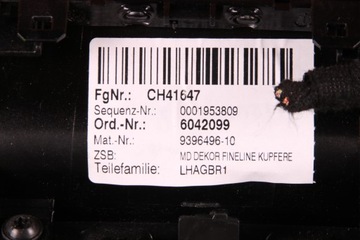 FgNr.: CH41647
Sequenz-Nr.: 0001953809
Ord.-Nr.: 6042099
Mat.-Nr.: 9396496-10
ZSB: MD DEKOR FINELINE KUPFERE
Teilefamilie: LHAGBR1